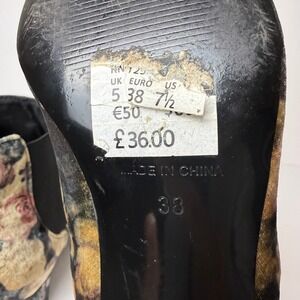 UK EURO US
5 38 7½
€50
£36.00
MADE IN CHINA
38